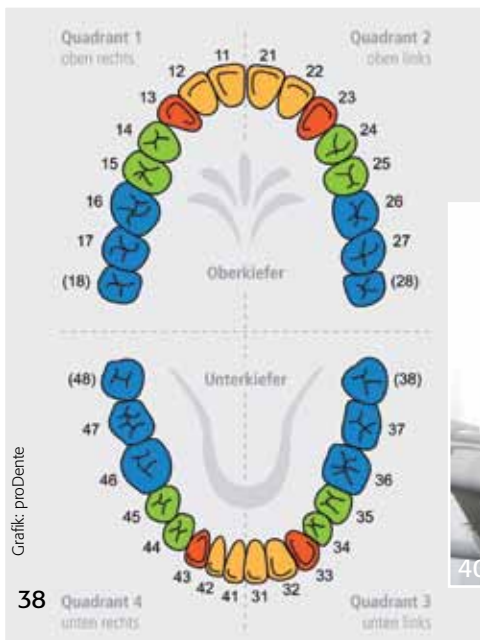 Quadrant 1
oben rechts
Quadrant 2
oben links
11 21
12 22
13 23
14 24
15 25
16 26
17 27
(18) (28)
Oberkiefer
Unterkiefer
(48) (38)
47 37
46 36
45 35
44 34
43 33
42 32
41 31
Quadrant 4
unten rechts
Quadrant 3
unten links
Grafik: proDente
38
40